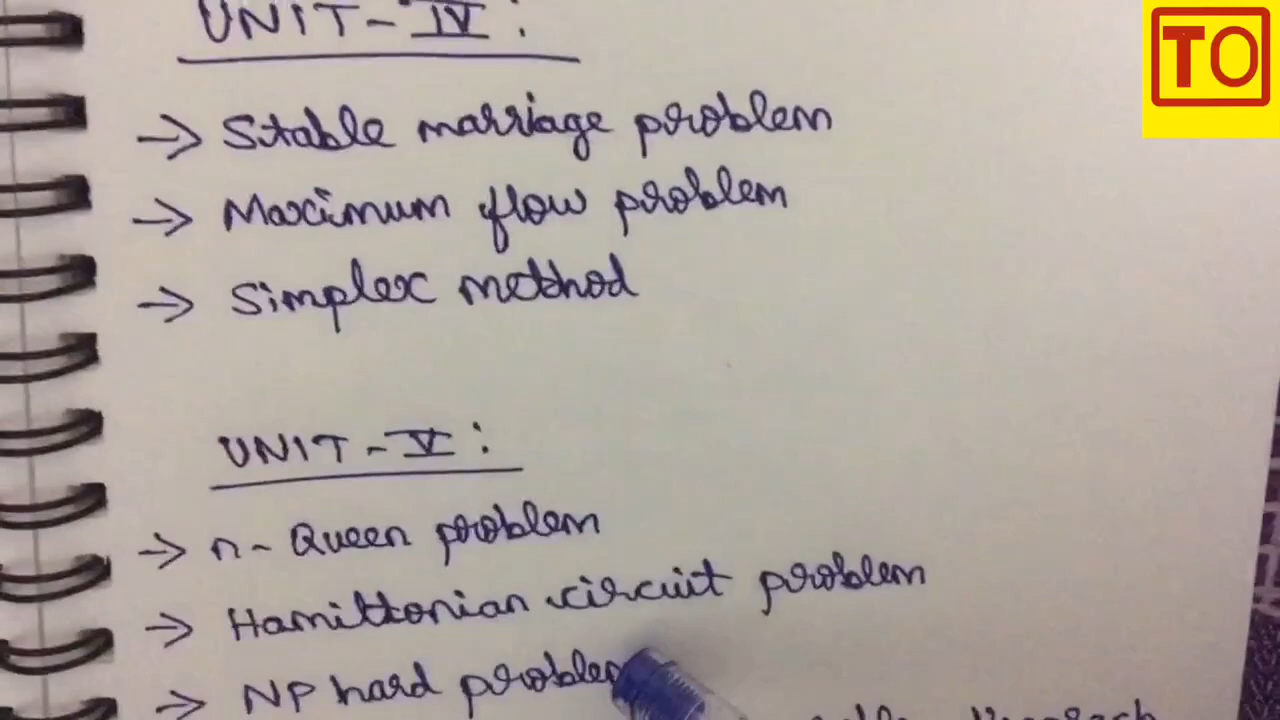 TO
UNIT-IV:
→ Stable marriage problem
→ Maximum flow problem
→ Simplex method
UNIT-V:
→ n-Queen problem
→ Hamiltonian circuit problem
→ NP hard problem